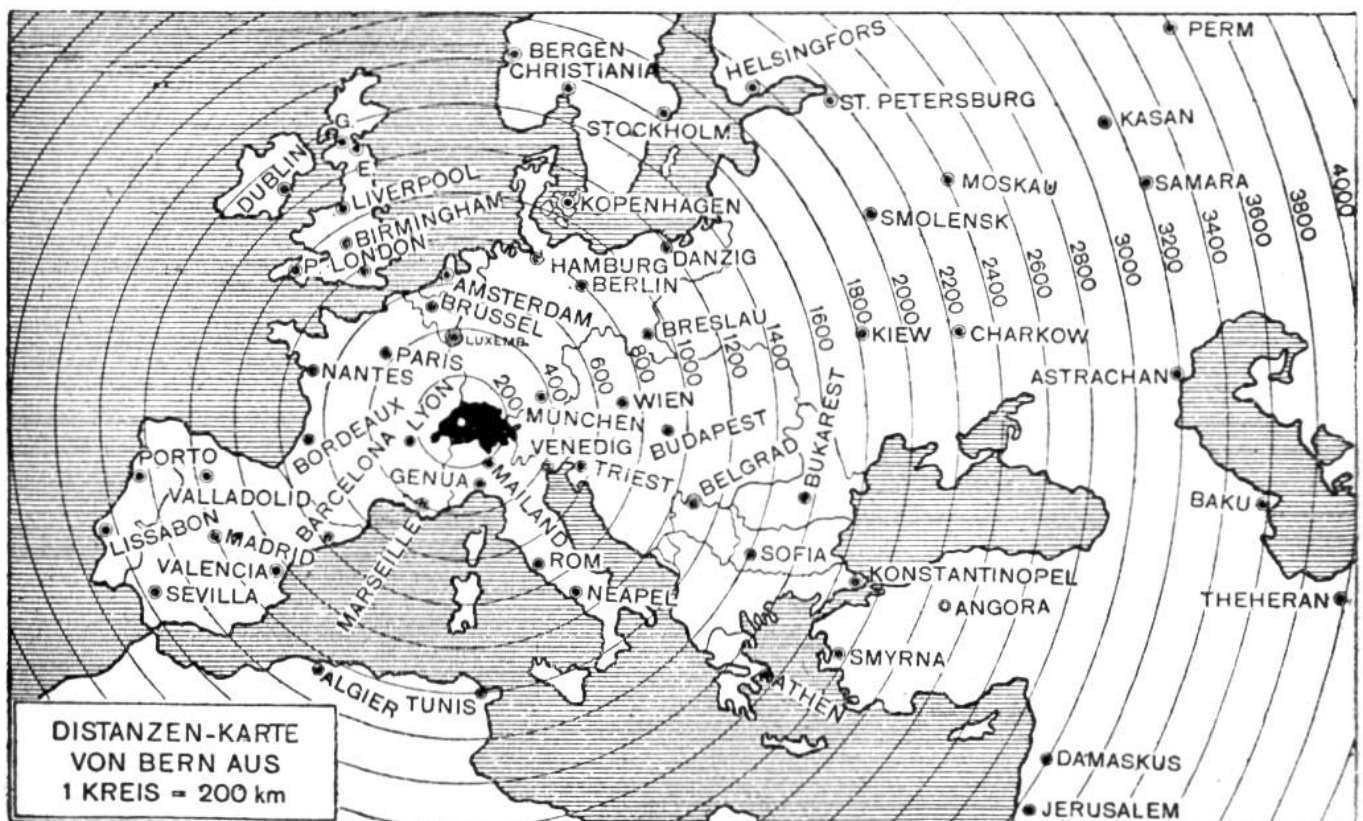 BERGEN
CHRISTIANIA
HELSINGFORS
PERM
ST. PETERSBURG
KASAN
STOCKHOLM
G.
E.
DUBLIN
LIVERPOOL
BIRMINGHAM
P.
LONDON
KOPENHAGEN
MOSKAU
SAMARA
SMOLENSK
HAMBURG
DANZIG
BERLIN
AMSTERDAM
BRÜSSEL
LUXEMB.
BRESLAU
KIEW
CHARKOW
PARIS
NANTES
200
400
600
800
1000
1200
1400
1600
1800
2000
2200
2400
2600
2800
3000
3200
3400
3600
3800
4000
ASTRACHAN
WIEN
MÜNCHEN
BORDEAUX
LYON
VENEDIG
BUDAPEST
TRIEST
BELGRAD
BUKAREST
GENUA
MAILAND
BARCELONA
MARSEILLE
PORTO
VALLADOLID
LISSABON
MADRID
VALENCIA
SEVILLA
ROM
NEAPEL
SOFIA
BAKU
KONSTANTINOPEL
ANGORA
THEHERAN
SMYRNA
ATHEN
ALGIER
TUNIS
DAMASKUS
JERUSALEM
DISTANZEN-KARTE
VON BERN AUS
1 KREIS = 200 km